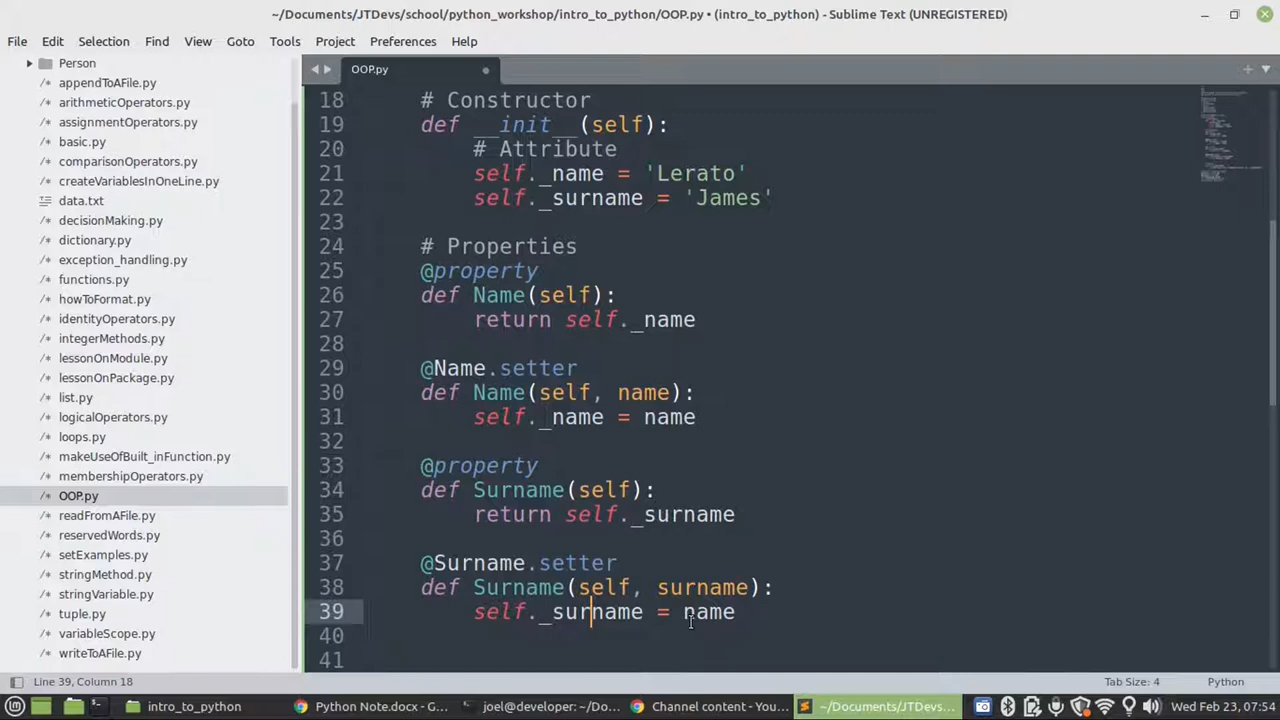 ~/Documents/JTDevs/school/python_workshop/intro_to_python/OOP.py • (intro_to_python) - Sublime Text (UNREGISTERED)
File Edit Selection Find View Goto Tools Project Preferences Help
Person
appendToAFile.py
arithmeticOperators.py
assignmentOperators.py
basic.py
comparisonOperators.py
createVariablesInOneLine.py
data.txt
decisionMaking.py
dictionary.py
exception_handling.py
functions.py
howToFormat.py
identityOperators.py
integerMethods.py
lessonOnModule.py
lessonOnPackage.py
list.py
logicalOperators.py
loops.py
makeUseOfBuilt_inFunction.py
membershipOperators.py
OOP.py
readFromAFile.py
reservedWords.py
setExamples.py
stringMethod.py
stringVariable.py
tuple.py
variableScope.py
writeToAFile.py
OOP.py
18 # Constructor
19 def __init__(self):
20 # Attribute
21 self._name = 'Lerato'
22 self._surname = 'James'
23
24 # Properties
25 @property
26 def Name(self):
27 return self._name
28
29 @Name.setter
30 def Name(self, name):
31 self._name = name
32
33 @property
34 def Surname(self):
35 return self._surname
36
37 @Surname.setter
38 def Surname(self, surname):
39 self._surname = name
40
41
Line 39, Column 18 Tab Size: 4 Python
intro_to_python Python Note.docx - G... joel@developer: ~/Do... Channel content - You... ~/Documents/JTDevs... Wed Feb 23, 07:54